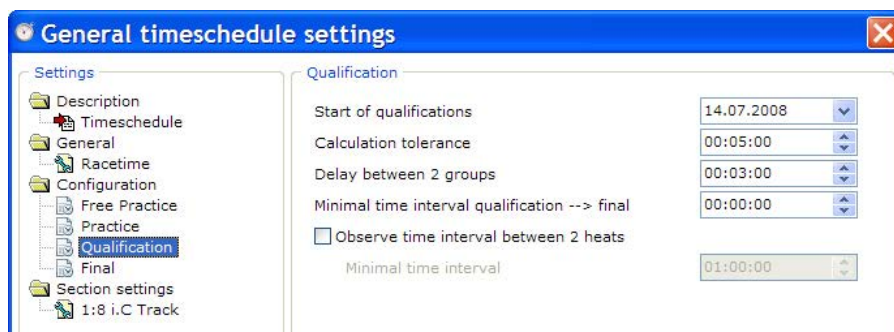 General timeschedule settings
Settings
Description
Timeschedule
General
Racetime
Configuration
Free Practice
Practice
Qualification
Final
Section settings
1:8 i.C Track
Qualification
Start of qualifications 14.07.2008
Calculation tolerance 00:05:00
Delay between 2 groups 00:03:00
Minimal time interval qualification --> final 00:00:00
Observe time interval between 2 heats
Minimal time interval 01:00:00